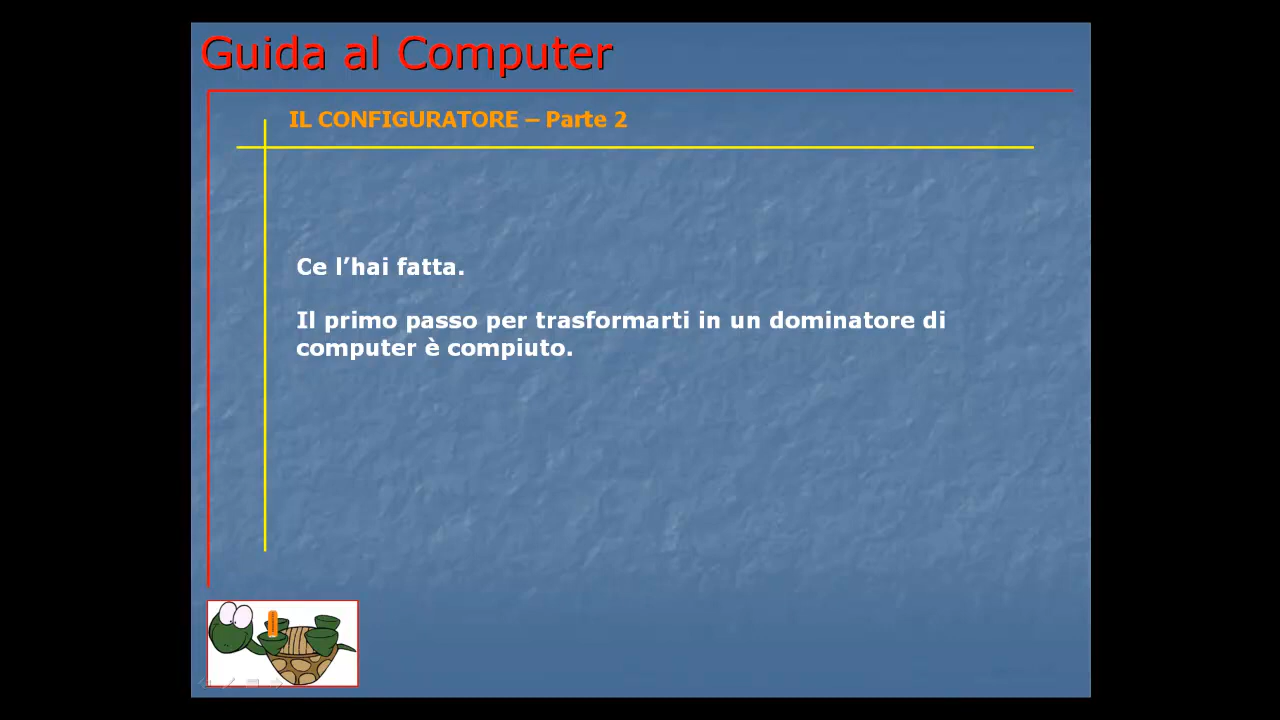 Guida al Computer
IL CONFIGURATORE – Parte 2
Ce l’hai fatta.
Il primo passo per trasformarti in un dominatore di
computer è compiuto.